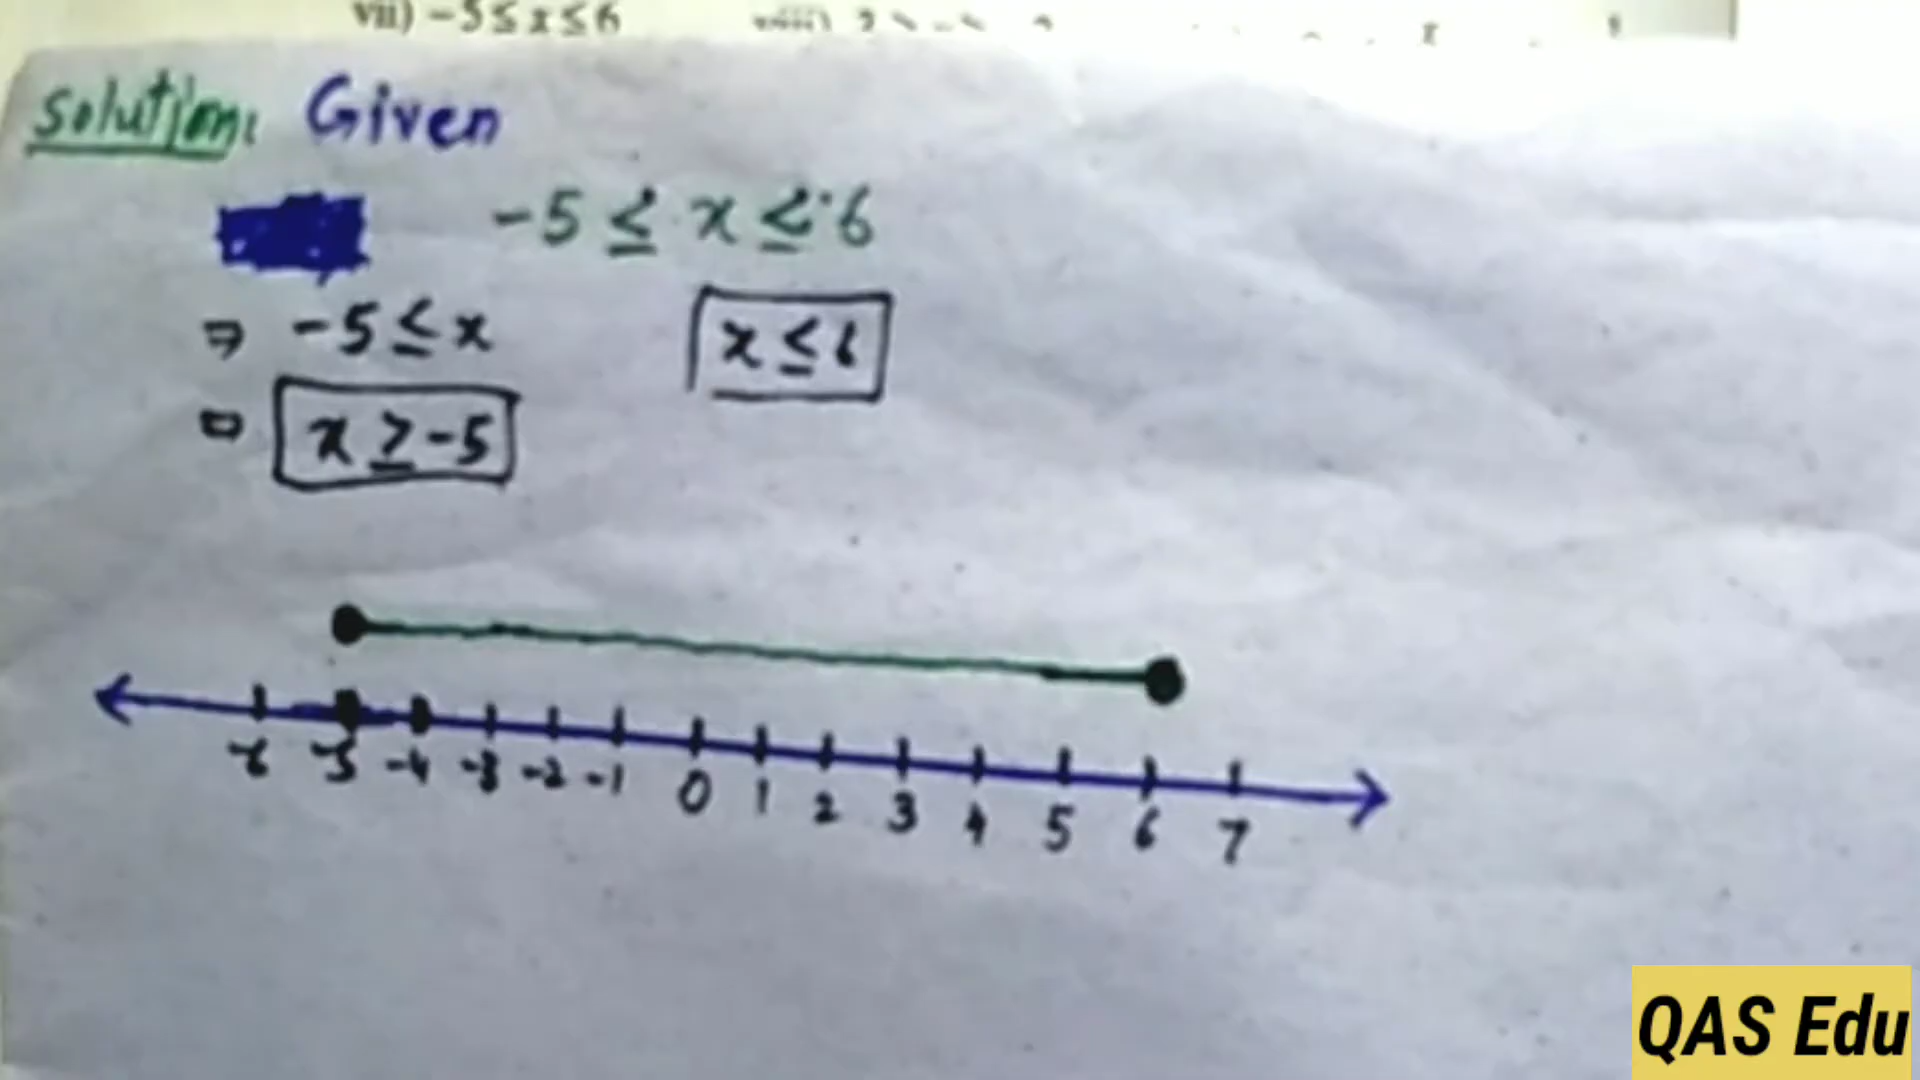 vii) -5 ≤ x ≤ 6
Solution: Given
-5 ≤ x ≤ 6
⇒ -5 ≤ x
x ≤ 6
⇒ x ≥ -5
-6 -5 -4 -3 -2 -1 0 1 2 3 4 5 6 7
QAS Edu